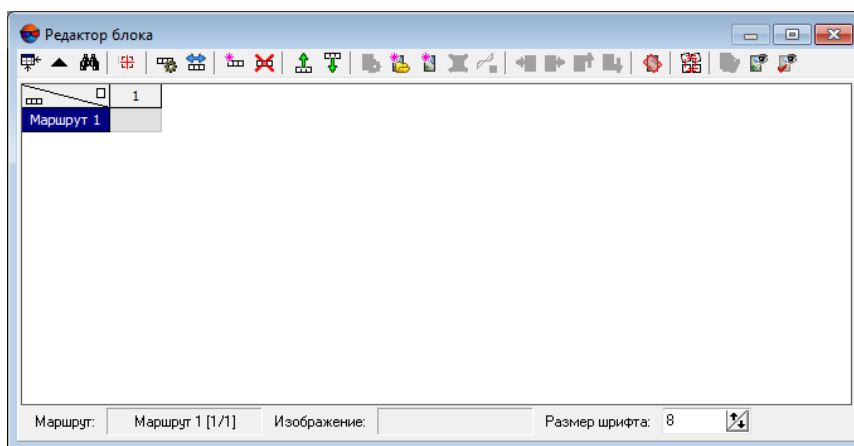 Редактор блока
1
Маршрут 1
Маршрут: Маршрут 1 [1/1] Изображение: Размер шрифта: 8